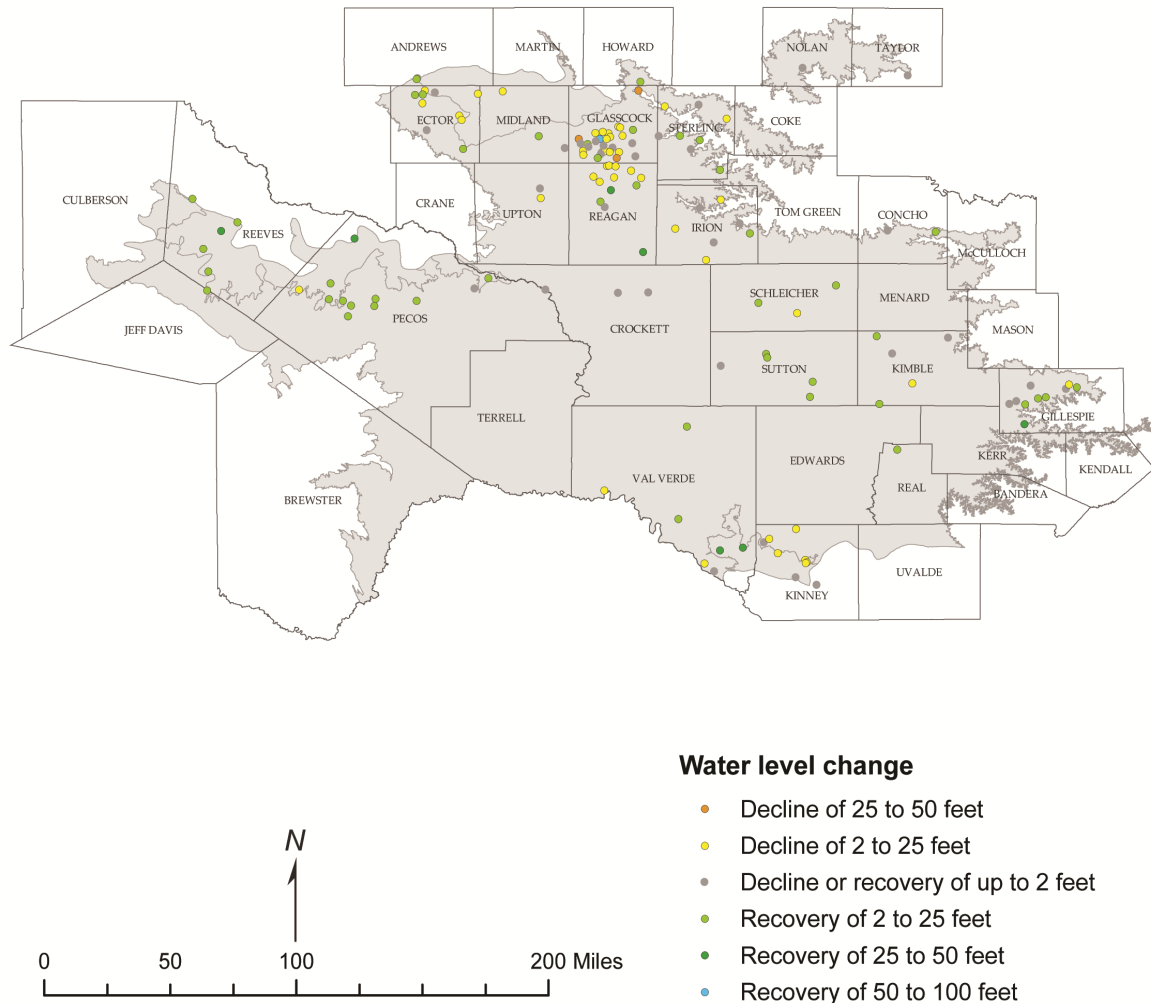 ANDREWS
MARTIN
HOWARD
NOLAN
TAYLOR
ECTOR
MIDLAND
GLASSCOCK
STERLING
COKE
CULBERSON
REEVES
CRANE
UPTON
REAGAN
IRION
TOM GREEN
CONCHO
McCULLOCH
JEFF DAVIS
PECOS
CROCKETT
SCHLEICHER
MENARD
MASON
TERRELL
SUTTON
KIMBLE
GILLESPIE
BREWSTER
VAL VERDE
EDWARDS
REAL
KERR
KENDALL
BANDERA
KINNEY
UVALDE
Water level change
Decline of 25 to 50 feet
Decline of 2 to 25 feet
Decline or recovery of up to 2 feet
Recovery of 2 to 25 feet
Recovery of 25 to 50 feet
Recovery of 50 to 100 feet
N
0 50 100 200 Miles